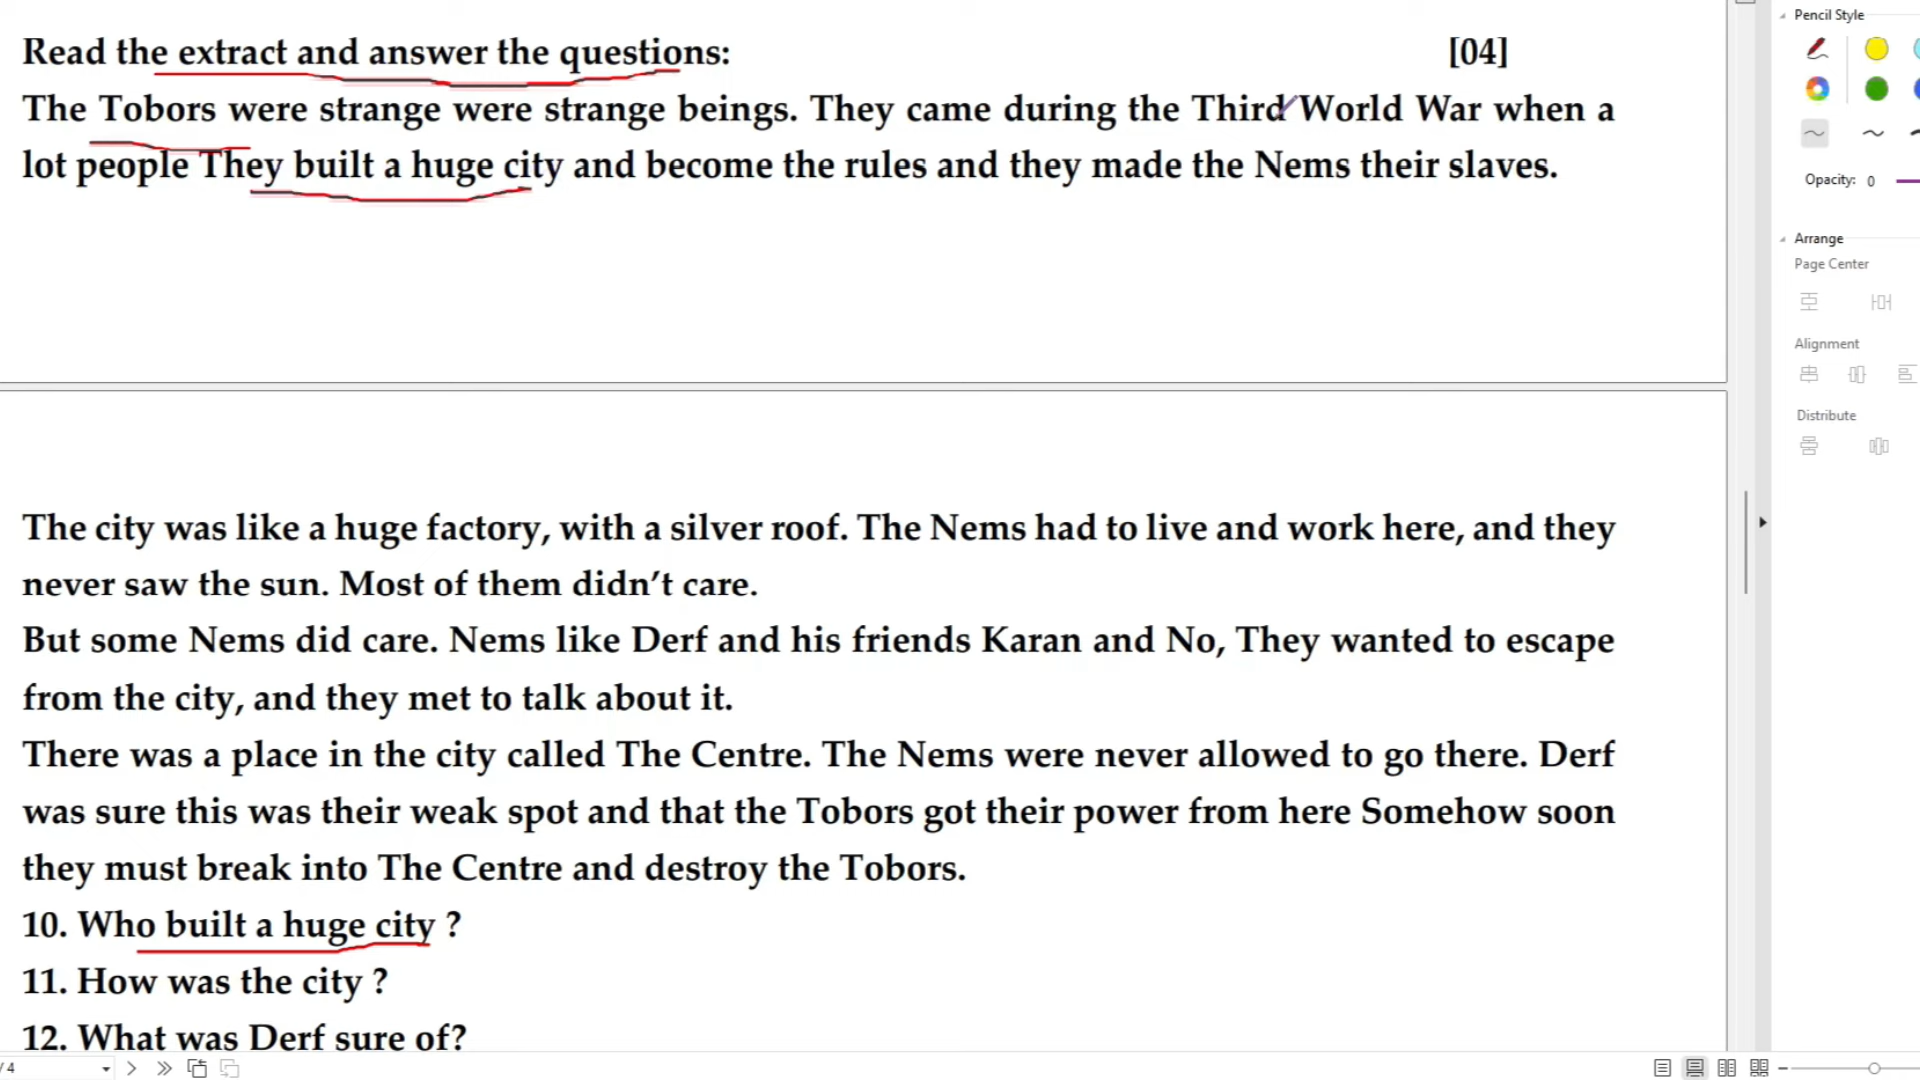 Read the extract and answer the questions: [04]
The Tobors were strange were strange beings. They came during the Third World War when a
lot people They built a huge city and become the rules and they made the Nems their slaves.
The city was like a huge factory, with a silver roof. The Nems had to live and work here, and they
never saw the sun. Most of them didn't care.
But some Nems did care. Nems like Derf and his friends Karan and No, They wanted to escape
from the city, and they met to talk about it.
There was a place in the city called The Centre. The Nems were never allowed to go there. Derf
was sure this was their weak spot and that the Tobors got their power from here Somehow soon
they must break into The Centre and destroy the Tobors.
10. Who built a huge city ?
11. How was the city ?
12. What was Derf sure of?
Pencil Style
Opacity: 0
Arrange
Page Center
Alignment
Distribute
/4